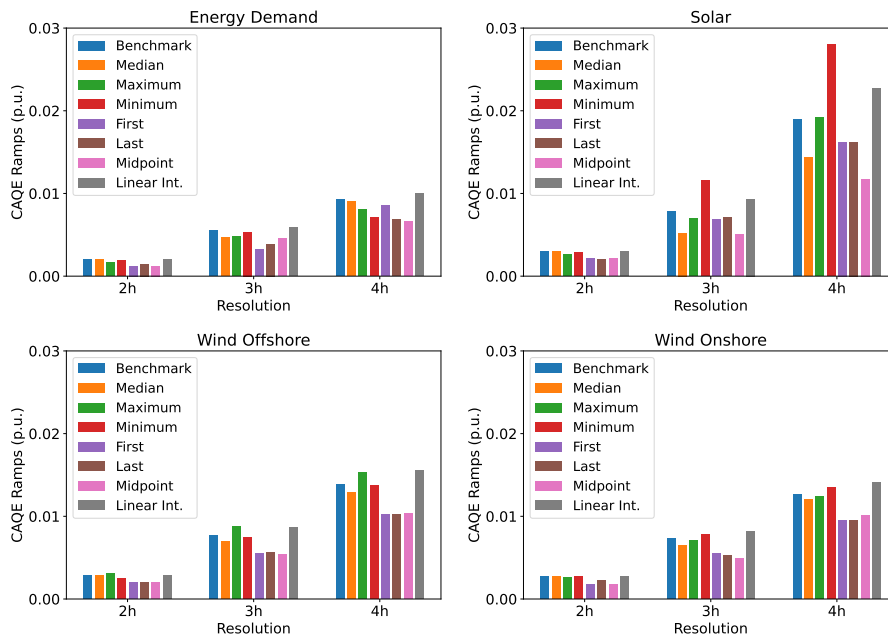 Energy Demand
0.03
0.02
0.01
0.00
CAQE Ramps (p.u.)
Benchmark
Median
Maximum
Minimum
First
Last
Midpoint
Linear Int.
2h
3h
4h
Resolution
Solar
0.03
0.02
0.01
0.00
CAQE Ramps (p.u.)
Benchmark
Median
Maximum
Minimum
First
Last
Midpoint
Linear Int.
2h
3h
4h
Resolution
Wind Offshore
0.03
0.02
0.01
0.00
CAQE Ramps (p.u.)
Benchmark
Median
Maximum
Minimum
First
Last
Midpoint
Linear Int.
2h
3h
4h
Resolution
Wind Onshore
0.03
0.02
0.01
0.00
CAQE Ramps (p.u.)
Benchmark
Median
Maximum
Minimum
First
Last
Midpoint
Linear Int.
2h
3h
4h
Resolution